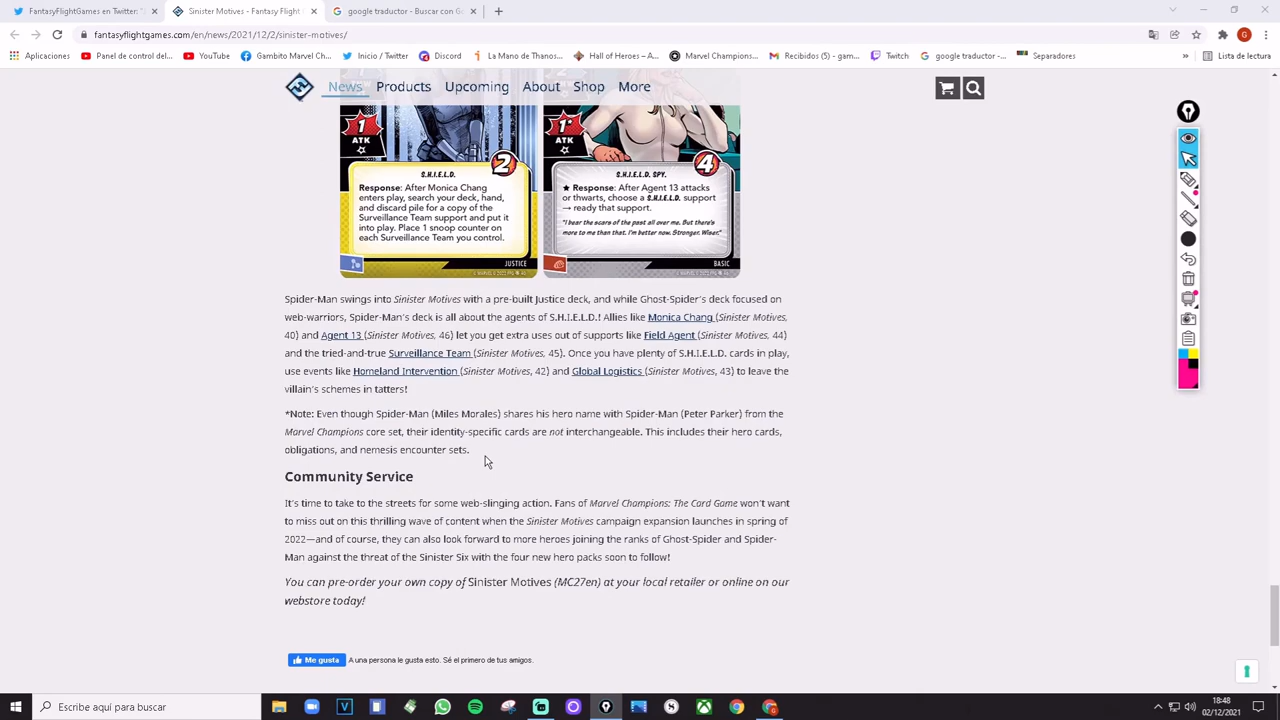 FantasyFlightGames en Twitter: "S
Sinister Motives - Fantasy Flight
google traductor - Buscar con Go
fantasyflightgames.com/en/news/2021/12/2/sinister-motives/
Aplicaciones
Panel de control del...
YouTube
Gambito Marvel Cha...
Inicio / Twitter
Discord
La Mano de Thanos...
Hall of Heroes – A...
Marvel Champions...
Recibidos (5) - gam...
Twitch
google traductor -...
Separadores
»
Lista de lectura
News
Products
Upcoming
About
Shop
More
1
ATK
2
S.H.I.E.L.D.
Response: After Monica Chang
enters play, search your deck, hand,
and discard pile for a copy of the
Surveillance Team support and put it
into play. Place 1 snoop counter on
each Surveillance Team you control.
JUSTICE
1*
ATK
4
S.H.I.E.L.D. SPY.
★ Response: After Agent 13 attacks
or thwarts, choose a S.H.I.E.L.D. support
→ ready that support.
"I bear the scars of the past all over me. But there's
more to me than that. I'm better now. Stronger. Wiser."
BASIC
Spider-Man swings into Sinister Motives with a pre-built Justice deck, and while Ghost-Spider's deck focused on
web-warriors, Spider-Man's deck is all about the agents of S.H.I.E.L.D.! Allies like Monica Chang (Sinister Motives,
40) and Agent 13 (Sinister Motives, 46) let you get extra uses out of supports like Field Agent (Sinister Motives, 44)
and the tried-and-true Surveillance Team (Sinister Motives, 45). Once you have plenty of S.H.I.E.L.D. cards in play,
use events like Homeland Intervention (Sinister Motives, 42) and Global Logistics (Sinister Motives, 43) to leave the
villain's schemes in tatters!
*Note: Even though Spider-Man (Miles Morales) shares his hero name with Spider-Man (Peter Parker) from the
Marvel Champions core set, their identity-specific cards are not interchangeable. This includes their hero cards,
obligations, and nemesis encounter sets.
Community Service
It's time to take to the streets for some web-slinging action. Fans of Marvel Champions: The Card Game won't want
to miss out on this thrilling wave of content when the Sinister Motives campaign expansion launches in spring of
2022—and of course, they can also look forward to more heroes joining the ranks of Ghost-Spider and Spider-
Man against the threat of the Sinister Six with the four new hero packs soon to follow!
You can pre-order your own copy of Sinister Motives (MC27en) at your local retailer or online on our
webstore today!
Me gusta
A una persona le gusta esto. Sé el primero de tus amigos.
Escribe aquí para buscar
18:48
02/12/2021